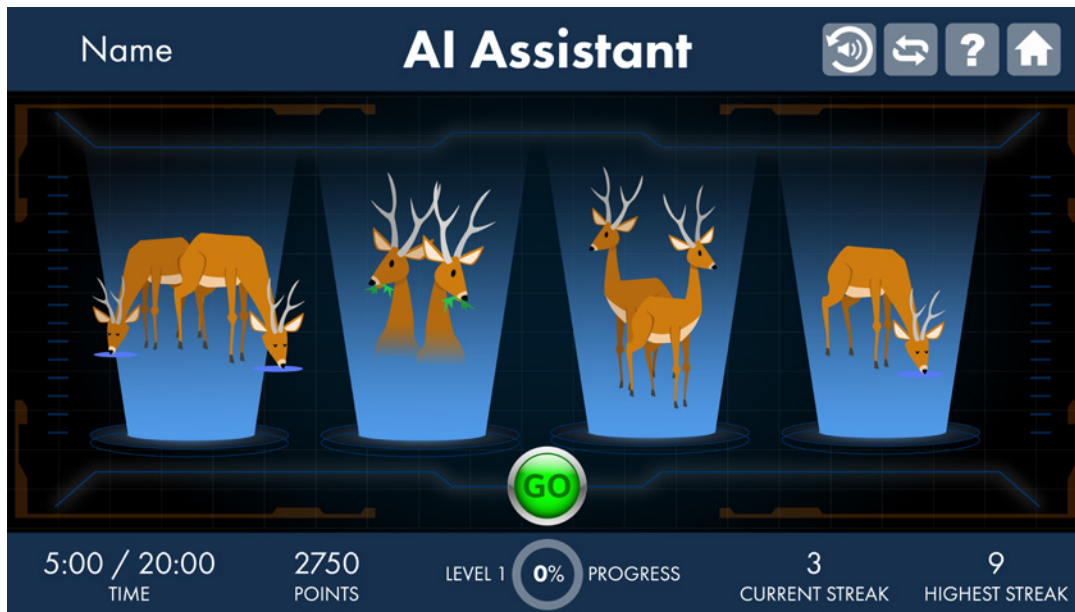 Name
AI Assistant
?
GO
5:00 / 20:00
TIME
2750
POINTS
LEVEL 1
0%
PROGRESS
3
CURRENT STREAK
9
HIGHEST STREAK